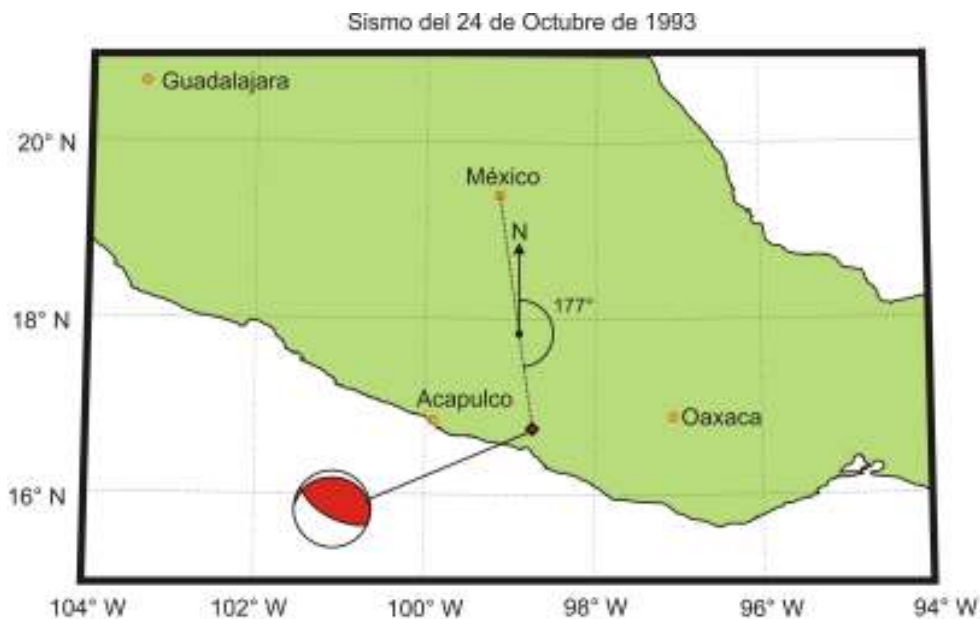 Sismo del 24 de Octubre de 1993
Guadalajara
20° N
México
N
177°
18° N
Acapulco
Oaxaca
16° N
104° W 102° W 100° W 98° W 96° W 94° W